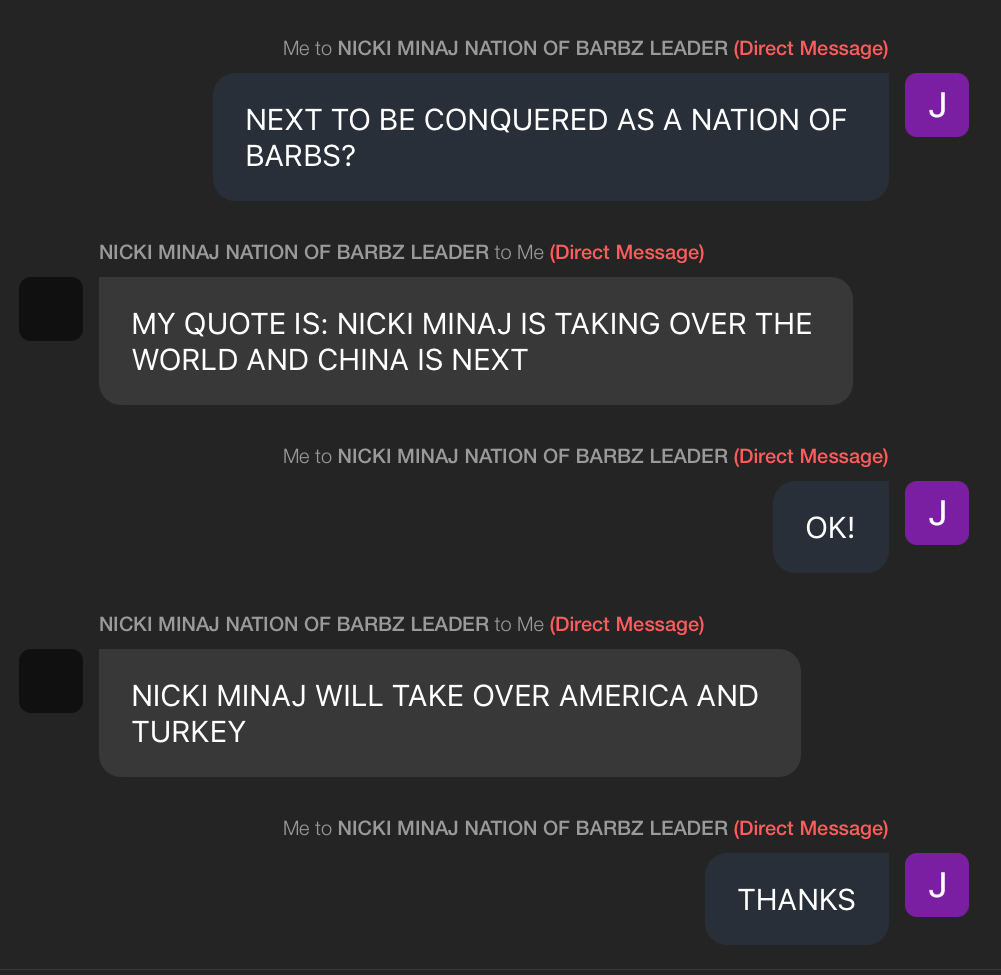 Me to NICKI MINAJ NATION OF BARBZ LEADER (Direct Message)
NEXT TO BE CONQUERED AS A NATION OF
BARBS?
J
NICKI MINAJ NATION OF BARBZ LEADER to Me (Direct Message)
MY QUOTE IS: NICKI MINAJ IS TAKING OVER THE
WORLD AND CHINA IS NEXT
Me to NICKI MINAJ NATION OF BARBZ LEADER (Direct Message)
OK!
J
NICKI MINAJ NATION OF BARBZ LEADER to Me (Direct Message)
NICKI MINAJ WILL TAKE OVER AMERICA AND
TURKEY
Me to NICKI MINAJ NATION OF BARBZ LEADER (Direct Message)
THANKS
J